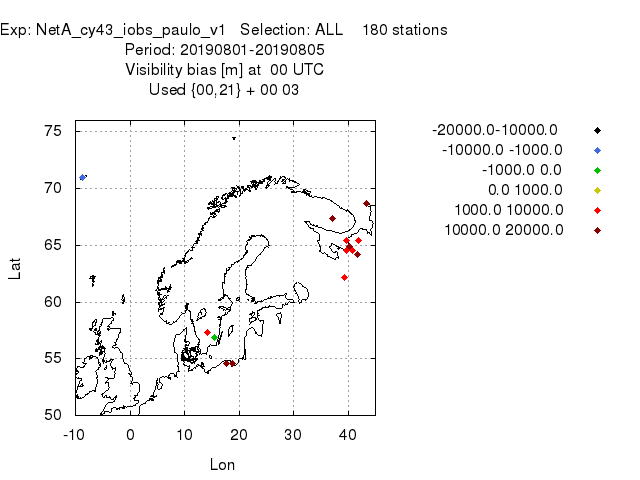 Exp: NetA_cy43_iobs_paulo_v1 Selection: ALL 180 stations
Period: 20190801-20190805
Visibility bias [m] at 00 UTC
Used {00,21} + 00 03
75
70
65
60
55
50
Lat
-10 0 10 20 30 40
Lon
-20000.0-10000.0
-10000.0 -1000.0
-1000.0 0.0
0.0 1000.0
1000.0 10000.0
10000.0 20000.0